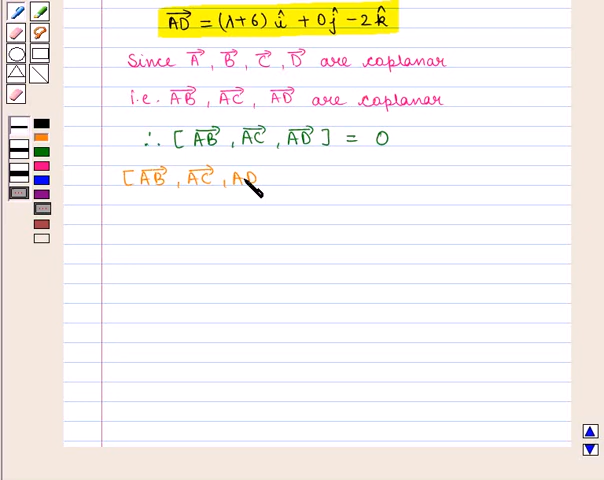 AD⃗ = (λ+6) î + 0ĵ - 2k̂
Since A⃗, B⃗, C⃗, D⃗ are coplanar
i.e. AB⃗, AC⃗, AD⃗ are coplanar
∴ [AB⃗, AC⃗, AD⃗] = 0
[AB⃗, AC⃗, AD